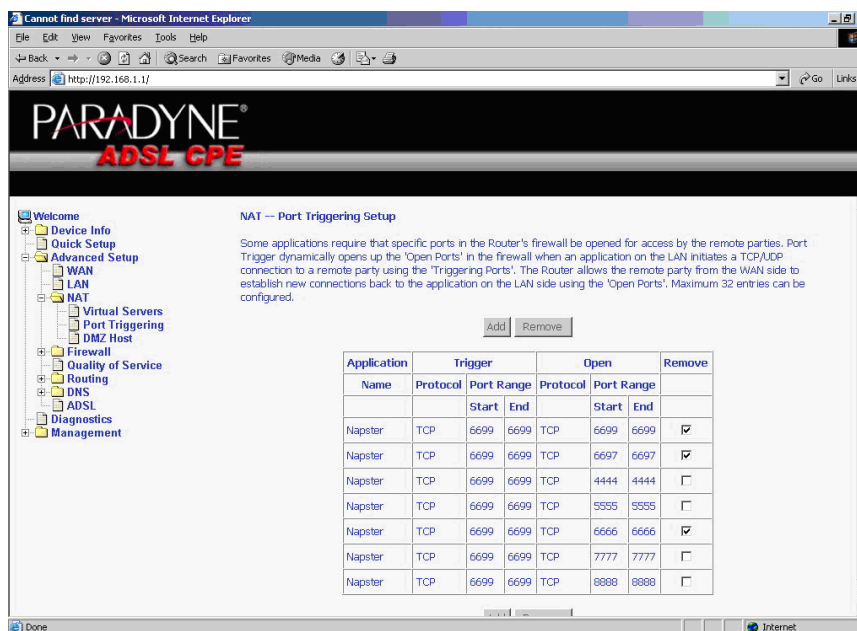 Cannot find server - Microsoft Internet Explorer
File Edit View Favorites Tools Help
Back Search Favorites Media
Address http://192.168.1.1/ Go Links
PARADYNE®
ADSL CPE
Welcome
Device Info
Quick Setup
Advanced Setup
WAN
LAN
NAT
Virtual Servers
Port Triggering
DMZ Host
Firewall
Quality of Service
Routing
DNS
ADSL
Diagnostics
Management
NAT -- Port Triggering Setup
Some applications require that specific ports in the Router's firewall be opened for access by the remote parties. Port
Trigger dynamically opens up the 'Open Ports' in the firewall when an application on the LAN initiates a TCP/UDP
connection to a remote party using the 'Triggering Ports'. The Router allows the remote party from the WAN side to
establish new connections back to the application on the LAN side using the 'Open Ports'. Maximum 32 entries can be
configured.
Add Remove
Application Trigger Open Remove
Name Protocol Port Range Protocol Port Range
Start End Start End
Napster TCP 6699 6699 TCP 6699 6699
Napster TCP 6699 6699 TCP 6697 6697
Napster TCP 6699 6699 TCP 4444 4444
Napster TCP 6699 6699 TCP 5555 5555
Napster TCP 6699 6699 TCP 6666 6666
Napster TCP 6699 6699 TCP 7777 7777
Napster TCP 6699 6699 TCP 8888 8888
Done Internet